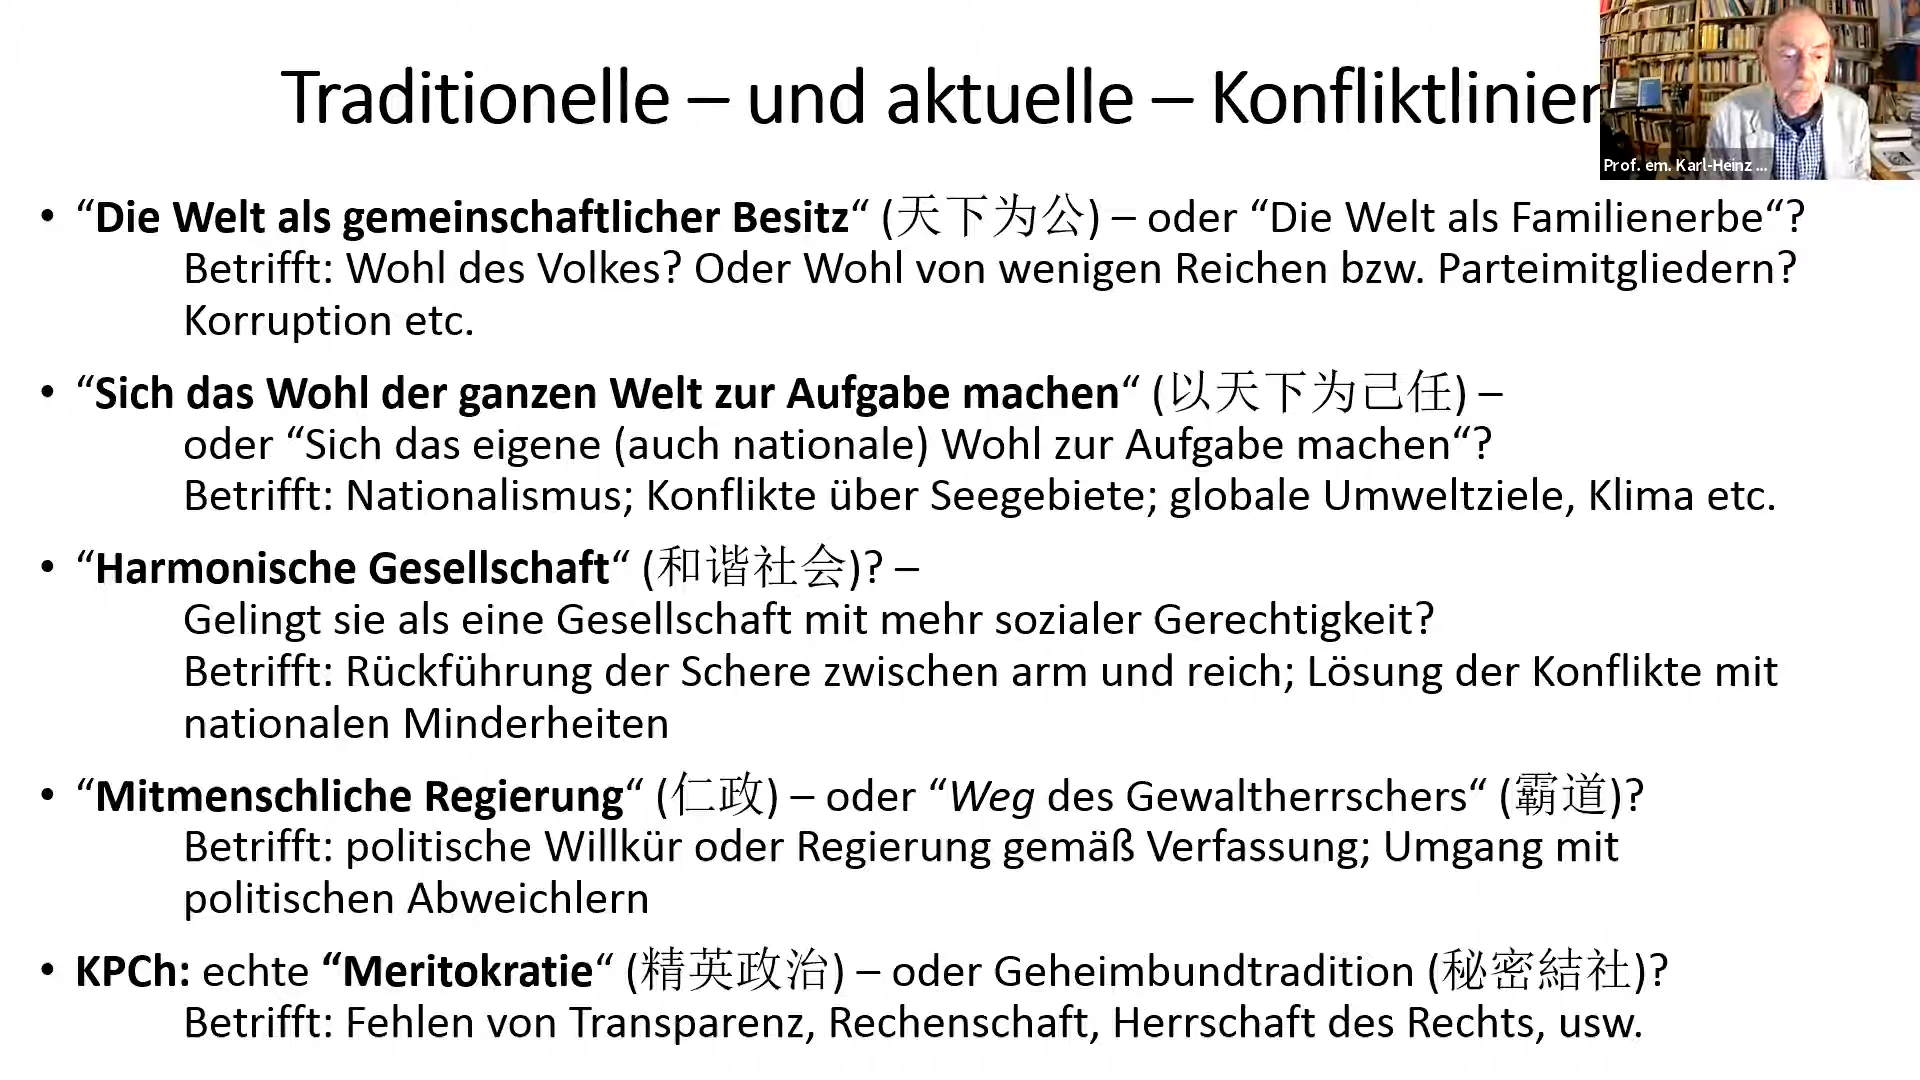 Traditionelle – und aktuelle – Konfliktlinien
Prof. em. Karl-Heinz ...
• “Die Welt als gemeinschaftlicher Besitz“ (天下为公) – oder “Die Welt als Familienerbe“?
Betrifft: Wohl des Volkes? Oder Wohl von wenigen Reichen bzw. Parteimitgliedern?
Korruption etc.
• “Sich das Wohl der ganzen Welt zur Aufgabe machen“ (以天下为己任) –
oder “Sich das eigene (auch nationale) Wohl zur Aufgabe machen“?
Betrifft: Nationalismus; Konflikte über Seegebiete; globale Umweltziele, Klima etc.
• “Harmonische Gesellschaft“ (和谐社会)? –
Gelingt sie als eine Gesellschaft mit mehr sozialer Gerechtigkeit?
Betrifft: Rückführung der Schere zwischen arm und reich; Lösung der Konflikte mit
nationalen Minderheiten
• “Mitmenschliche Regierung“ (仁政) – oder “Weg des Gewaltherrschers“ (霸道)?
Betrifft: politische Willkür oder Regierung gemäß Verfassung; Umgang mit
politischen Abweichlern
• KPCh: echte “Meritokratie“ (精英政治) – oder Geheimbundtradition (秘密結社)?
Betrifft: Fehlen von Transparenz, Rechenschaft, Herrschaft des Rechts, usw.